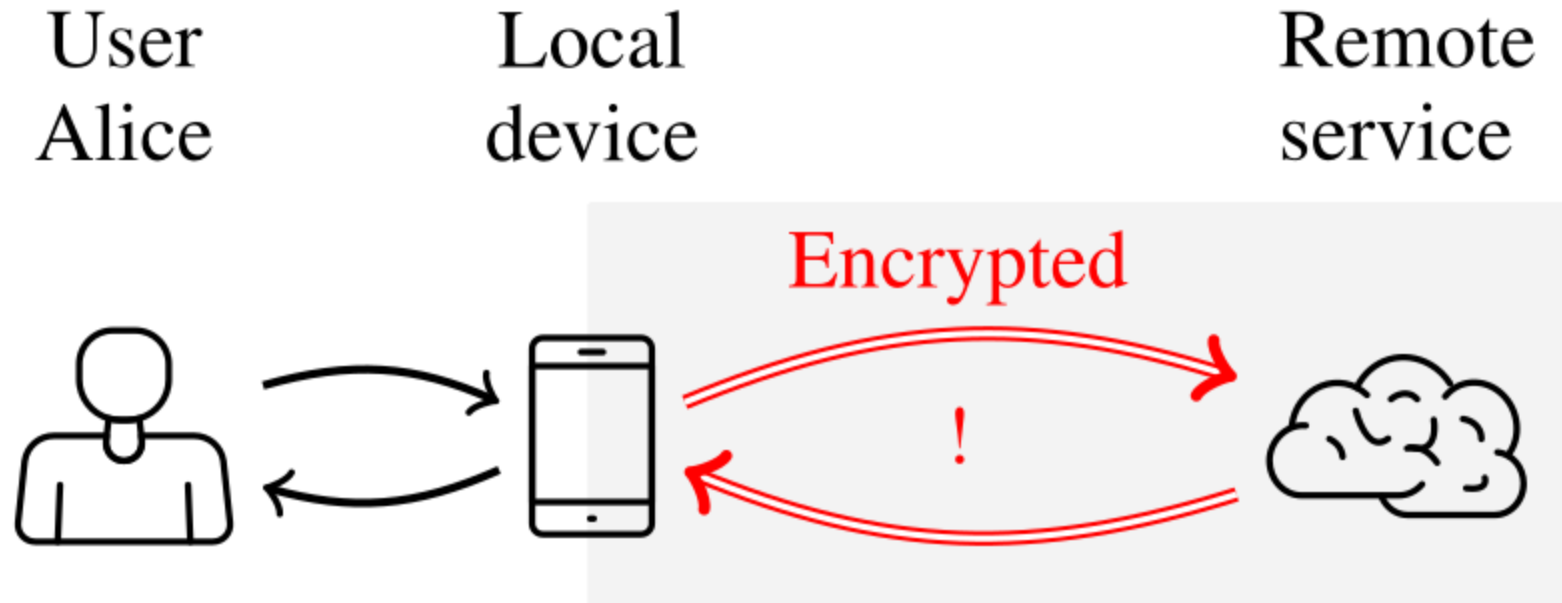 User
Alice
Local
device
Remote
service
Encrypted
!